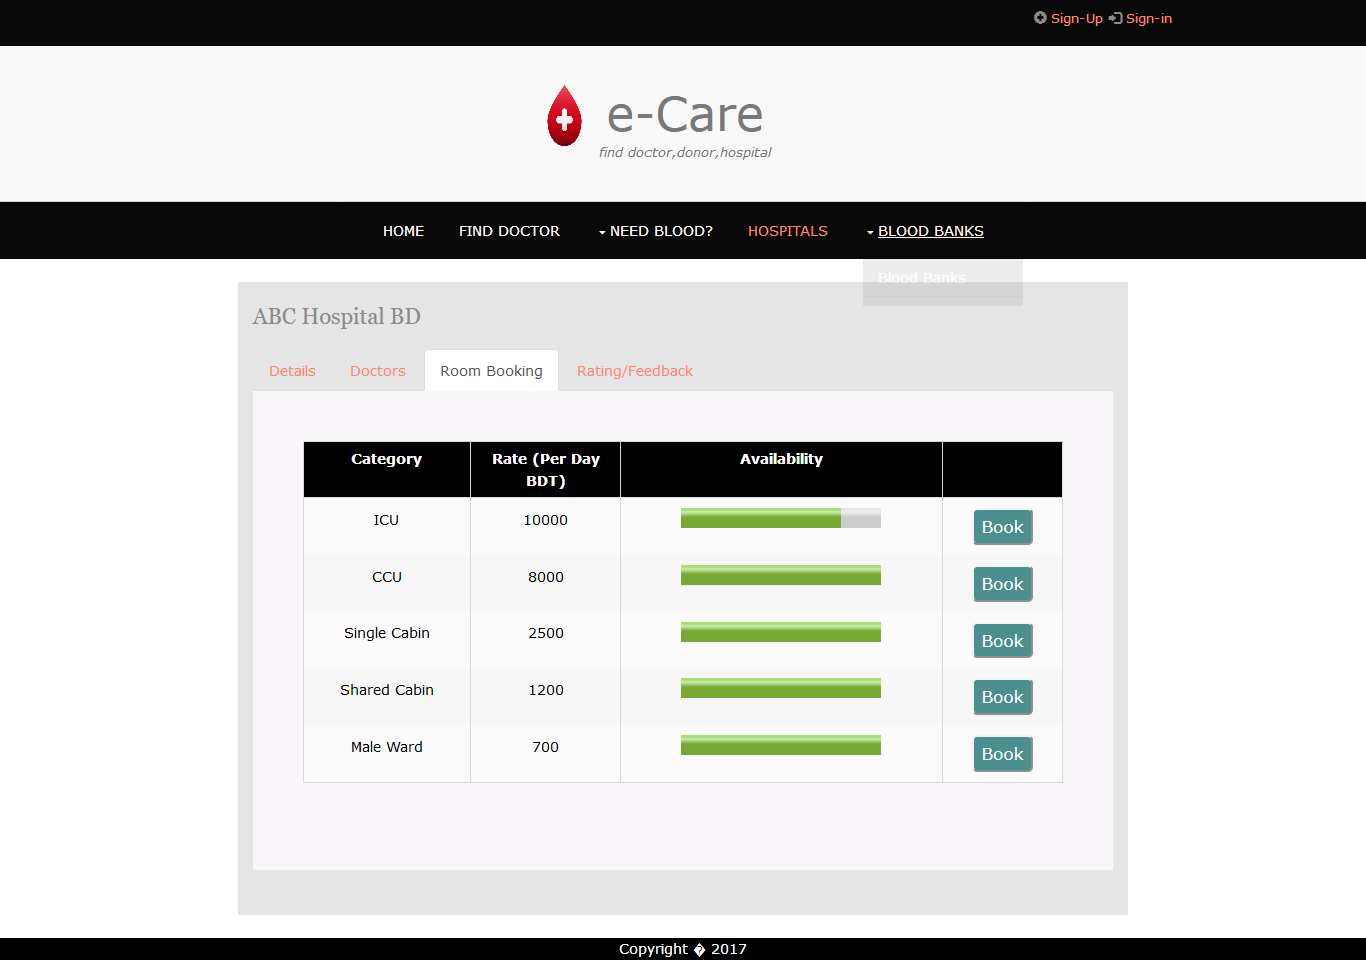 Sign-Up Sign-in
e-Care
find doctor,donor,hospital
HOME FIND DOCTOR NEED BLOOD? HOSPITALS BLOOD BANKS
Blood Banks
ABC Hospital BD
Details Doctors Room Booking Rating/Feedback
Category Rate (Per Day BDT) Availability
ICU 10000 Book
CCU 8000 Book
Single Cabin 2500 Book
Shared Cabin 1200 Book
Male Ward 700 Book
Copyright � 2017